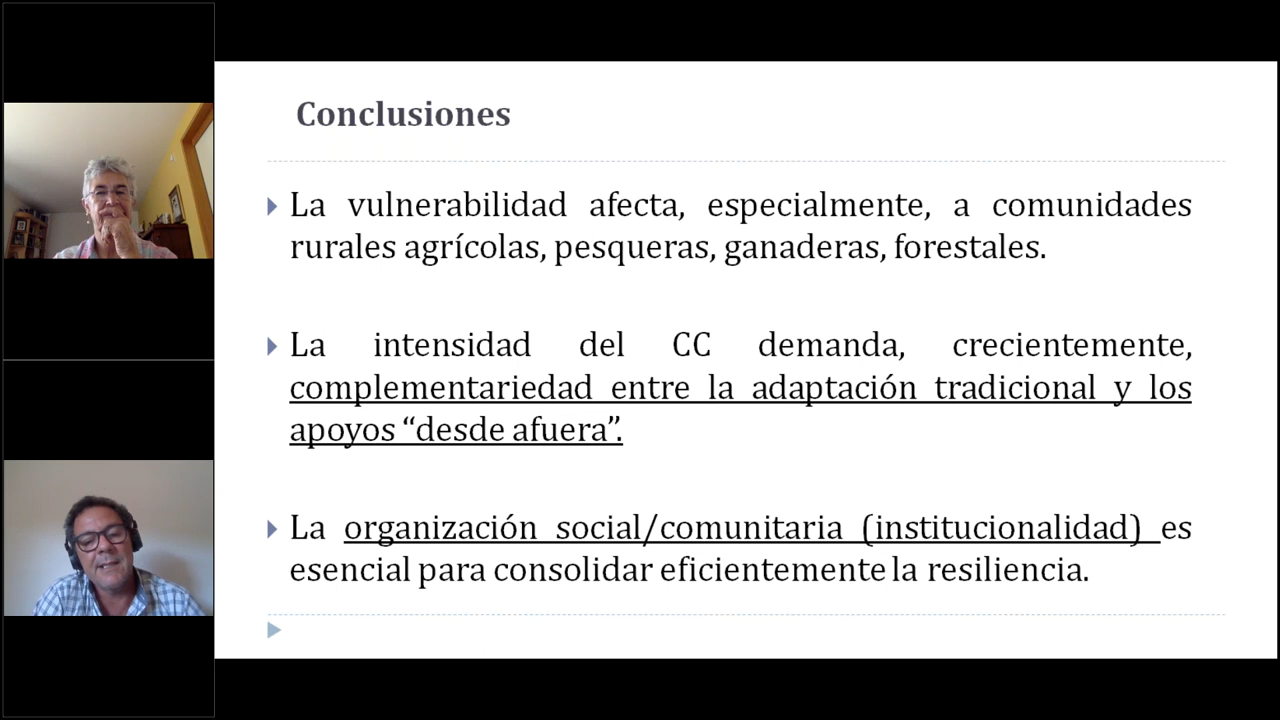 Conclusiones
La vulnerabilidad afecta, especialmente, a comunidades
rurales agrícolas, pesqueras, ganaderas, forestales.
La intensidad del CC demanda, crecientemente,
complementariedad entre la adaptación tradicional y los
apoyos “desde afuera”.
La organización social/comunitaria (institucionalidad) es
esencial para consolidar eficientemente la resiliencia.